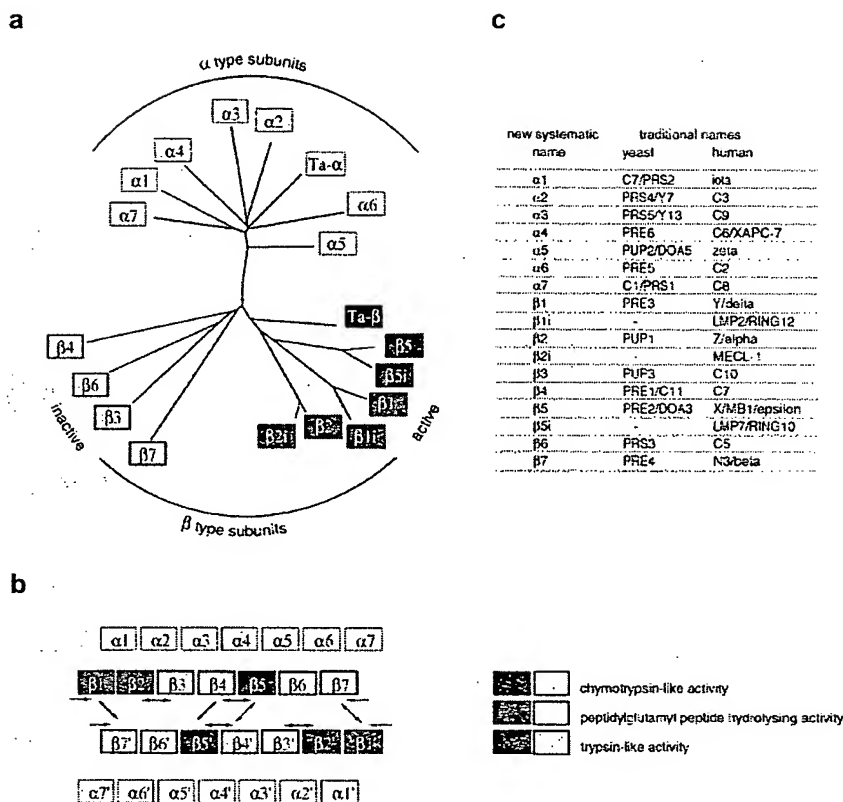 a
α type subunits
α3
α2
α4
Ta-α
α1
α6
α7
α5
Ta-β
β4
β5
β6
β5i
β3
β1
β7
β2i
β2
β1i
inactive
active
β type subunits
c
new systematic name traditional names
yeast human
α1 C7/PRS2 iota
α2 PRS4/Y7 C3
α3 PRS5/Y13 C9
α4 PRE6 C6/XAPC-7
α5 PUP2/DOA5 zeta
α6 PRE5 C2
α7 C1/PRS1 C8
β1 PRE3 Y/delta
β1i - LMP2/RING12
β2 PUP1 Z/alpha
β2i - MECL-1
β3 PUP3 C10
β4 PRE1/C11 C7
β5 PRE2/DOA3 X/MB1/epsilon
β5i - LMP7/RING10
β6 PRS3 C5
β7 PRE4 N3/beta
b
α1 α2 α3 α4 α5 α6 α7
β1 β2 β3 β4 β5 β6 β7
β7' β6' β5' β4' β3' β2' β1'
α7' α6' α5' α4' α3' α2' α1'
chymotrypsin-like activity
peptidylglutamyl peptide hydrolysing activity
trypsin-like activity